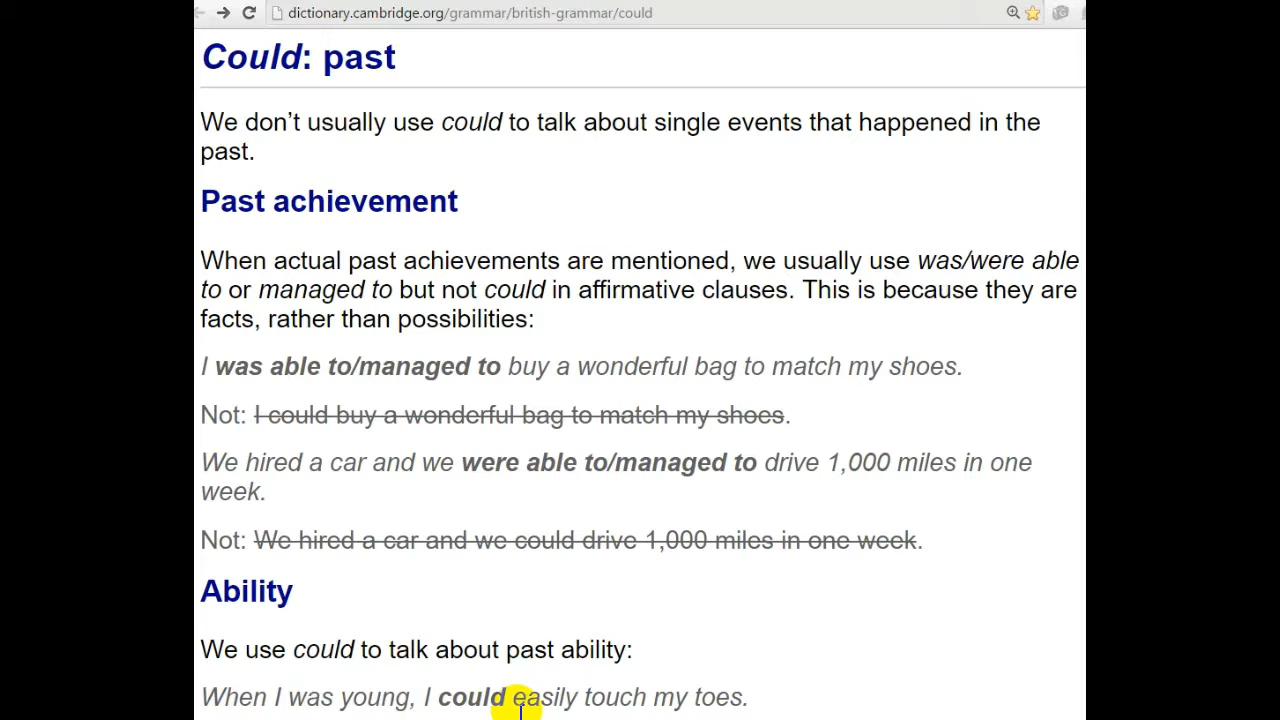 dictionary.cambridge.org/grammar/british-grammar/could
Could: past
We don’t usually use could to talk about single events that happened in the
past.
Past achievement
When actual past achievements are mentioned, we usually use was/were able
to or managed to but not could in affirmative clauses. This is because they are
facts, rather than possibilities:
I was able to/managed to buy a wonderful bag to match my shoes.
Not: I could buy a wonderful bag to match my shoes.
We hired a car and we were able to/managed to drive 1,000 miles in one
week.
Not: We hired a car and we could drive 1,000 miles in one week.
Ability
We use could to talk about past ability:
When I was young, I could easily touch my toes.